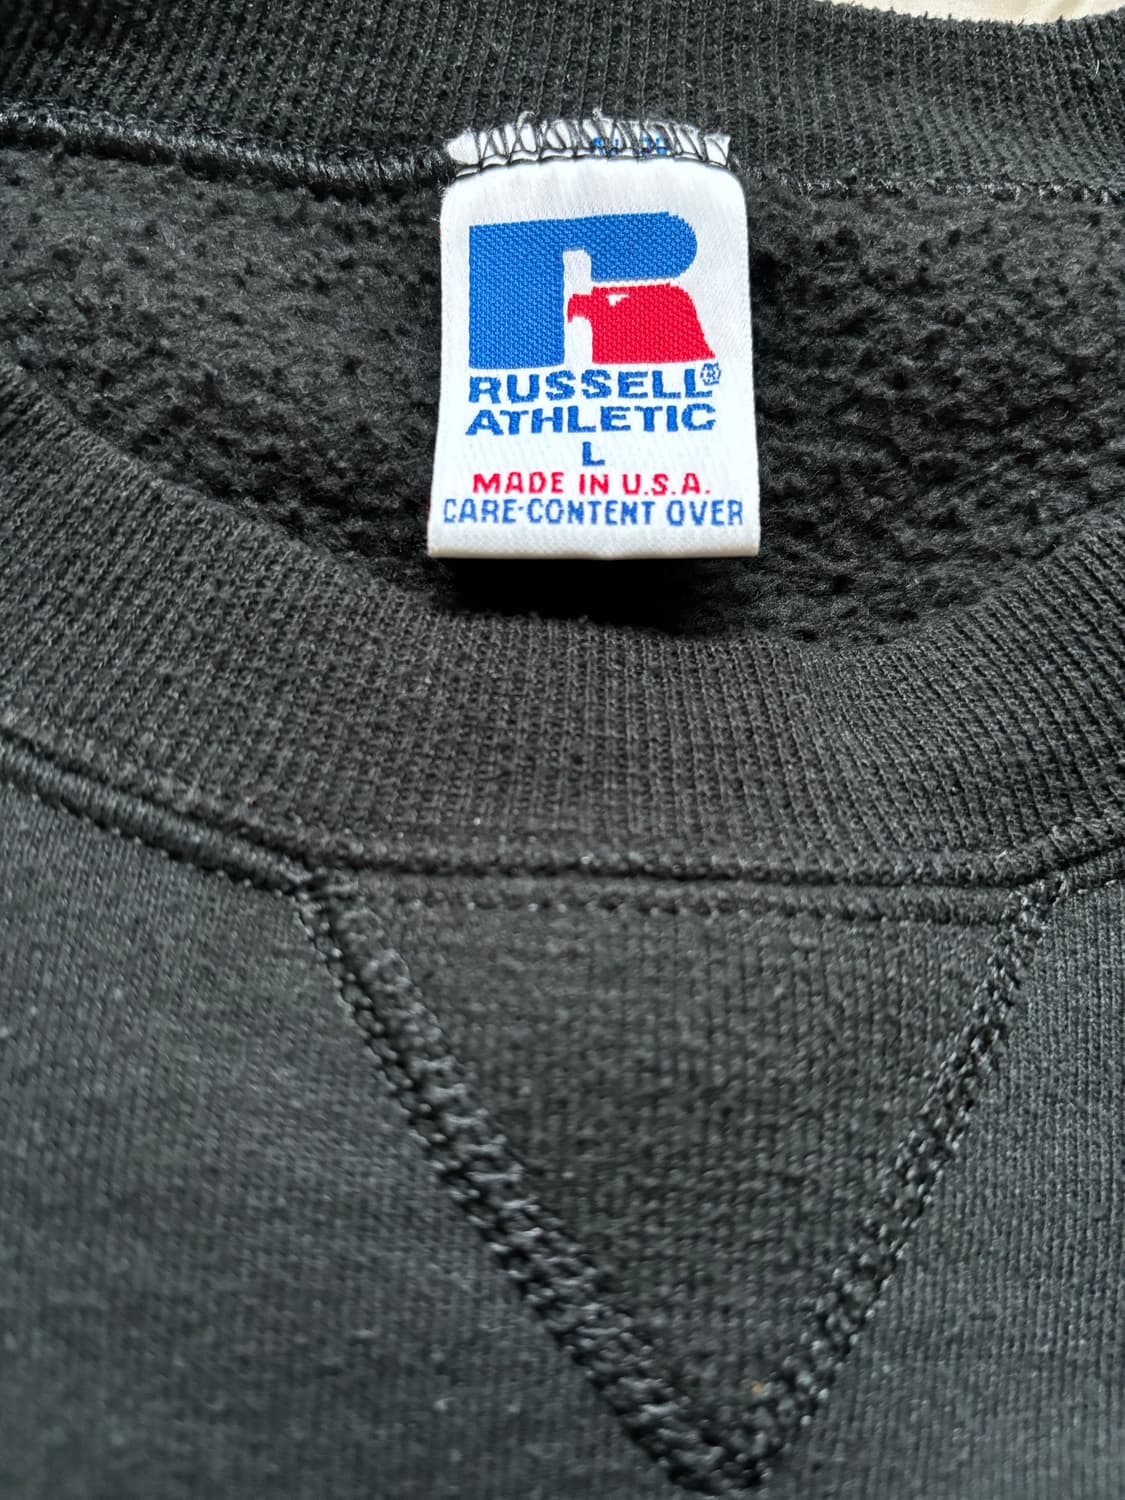 RUSSELL®
ATHLETIC
L
MADE IN U.S.A.
CARE-CONTENT OVER